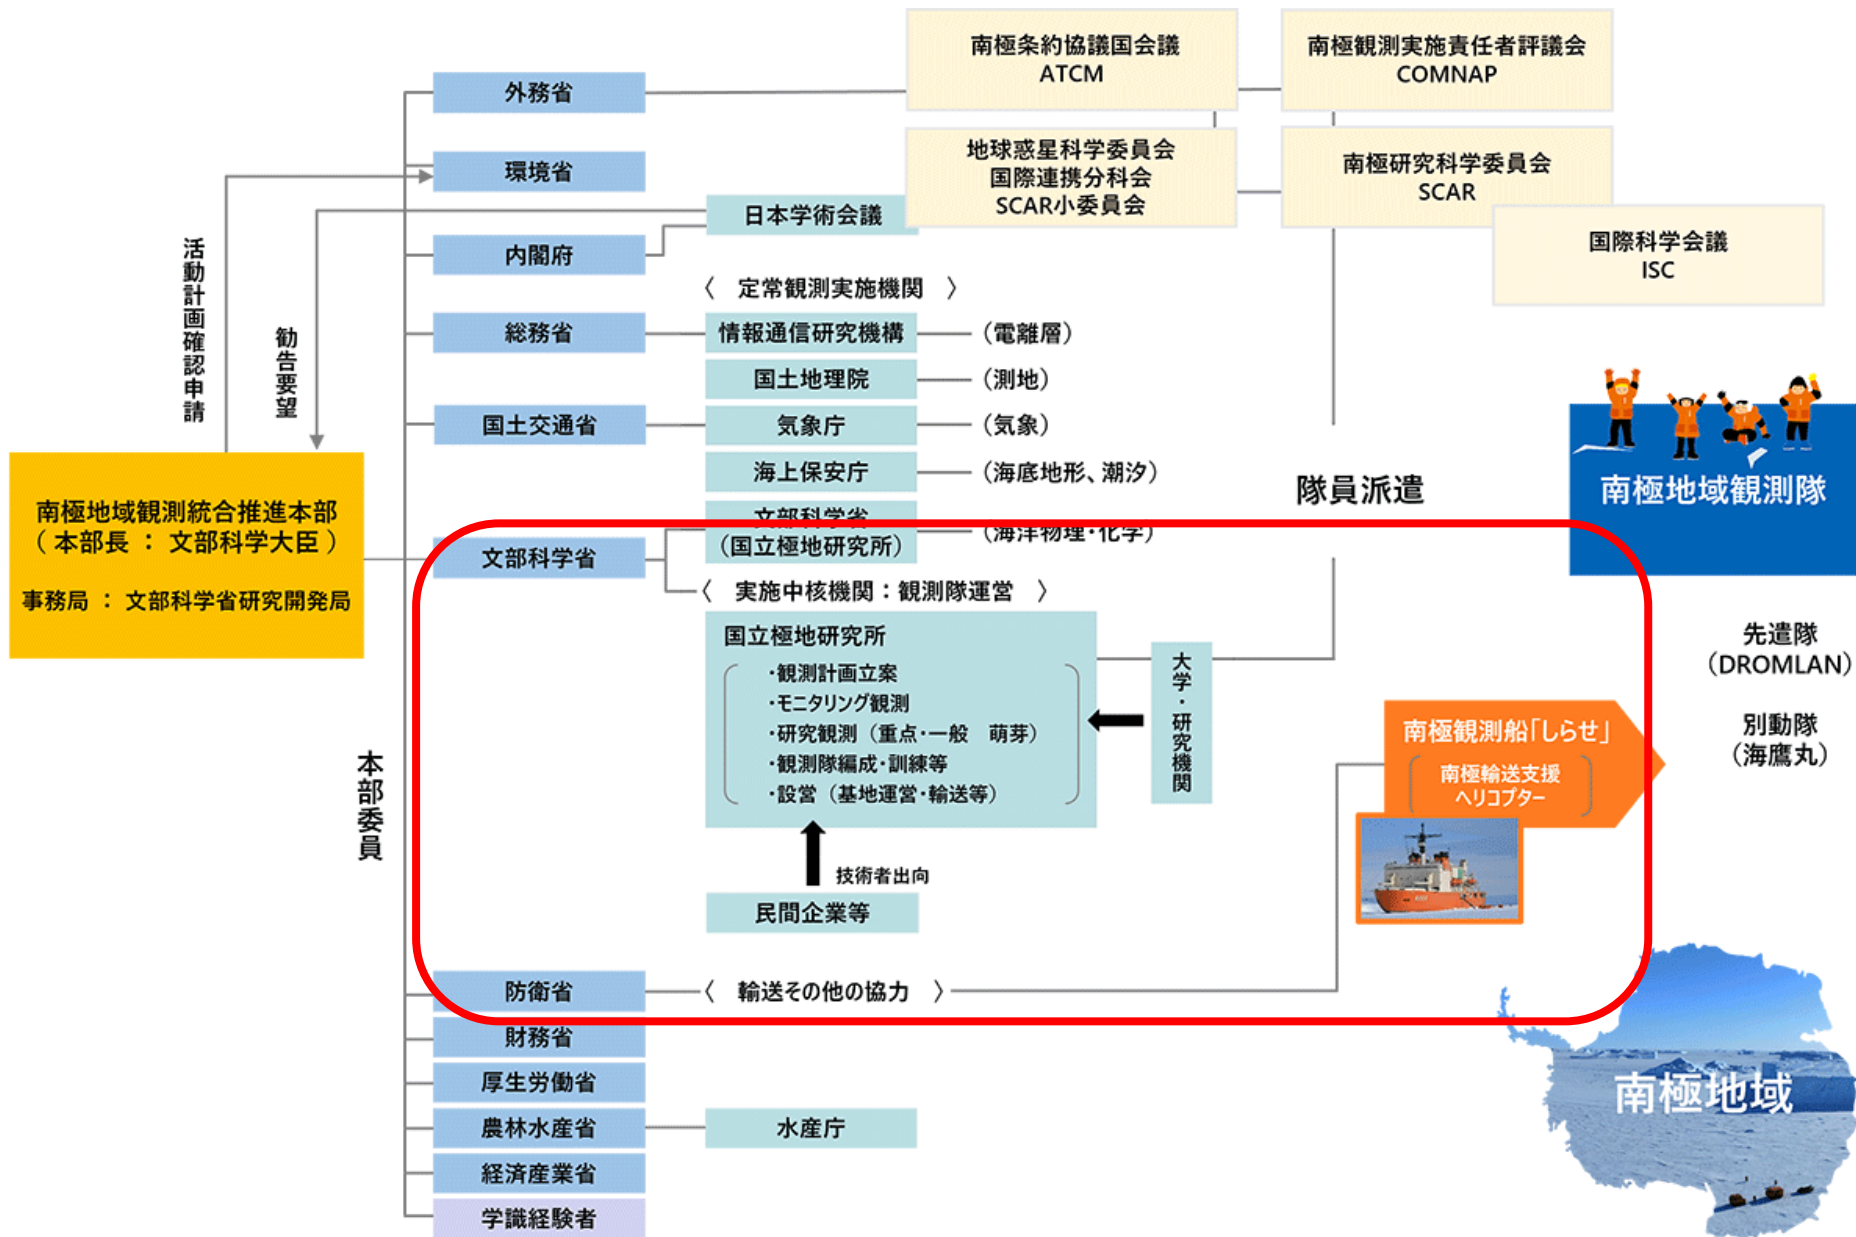 南極条約協議国会議
ATCM
南極観測実施責任者評議会
COMNAP
外務省
地球惑星科学委員会
国際連携分科会
SCAR小委員会
南極研究科学委員会
SCAR
環境省
日本学術会議
国際科学会議
ISC
内閣府
活動計画確認申請
勧告要望
〈 定常観測実施機関 〉
総務省
情報通信研究機構
（電離層）
国土地理院
（測地）
国土交通省
気象庁
（気象）
海上保安庁
（海底地形、潮汐）
隊員派遣
南極地域観測隊
南極地域観測統合推進本部
（ 本部長 ： 文部科学大臣 ）
事務局 ： 文部科学省研究開発局
文部科学省
文部科学省
（国立極地研究所）
（海洋物理・化学）
〈 実施中核機関：観測隊運営 〉
国立極地研究所
・観測計画立案
・モニタリング観測
・研究観測（重点・一般 萌芽）
・観測隊編成・訓練等
・設営（基地運営・輸送等）
大学・研究機関
先遣隊
（DROMLAN）
別動隊
（海鷹丸）
南極観測船「しらせ」
南極輸送支援
ヘリコプター
本部委員
技術者出向
民間企業等
防衛省
〈 輸送その他の協力 〉
財務省
厚生労働省
農林水産省
水産庁
経済産業省
学識経験者
南極地域